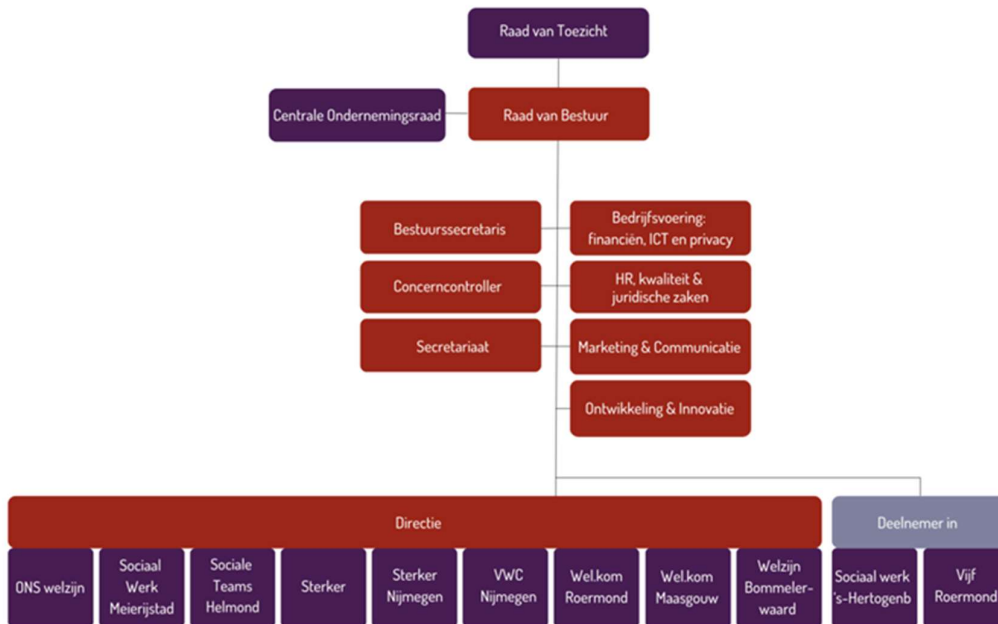 Raad van Toezicht
Centrale Ondernemingsraad
Raad van Bestuur
Bestuurssecretaris
Bedrijfsvoering:
financiën, ICT en privacy
Concerncontroller
HR, kwaliteit &
juridische zaken
Secretariaat
Marketing & Communicatie
Ontwikkeling & Innovatie
Directie
Deelnemer in
ONS welzijn
Sociaal
Werk
Meierijstad
Sociale
Teams
Helmond
Sterker
Sterker
Nijmegen
VWC
Nijmegen
Wel.kom
Roermond
Wel.kom
Maasgouw
Welzijn
Bommeler-
waard
Sociaal werk
's-Hertogenb
Vijf
Roermond